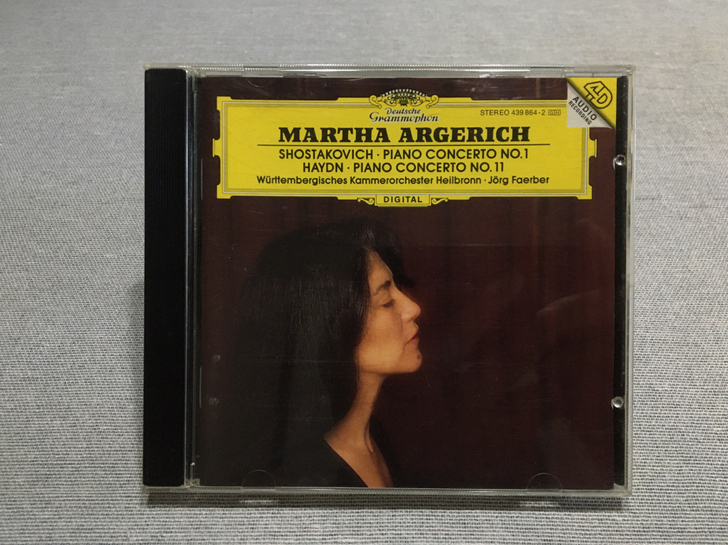 Deutsche
Grammophon
STEREO 439 864-2
MARTHA ARGERICH
SHOSTAKOVICH · PIANO CONCERTO NO. 1
HAYDN · PIANO CONCERTO NO. 11
Württembergisches Kammerorchester Heilbronn · Jörg Faerber
DIGITAL
4D
AUDIO
RECORDING